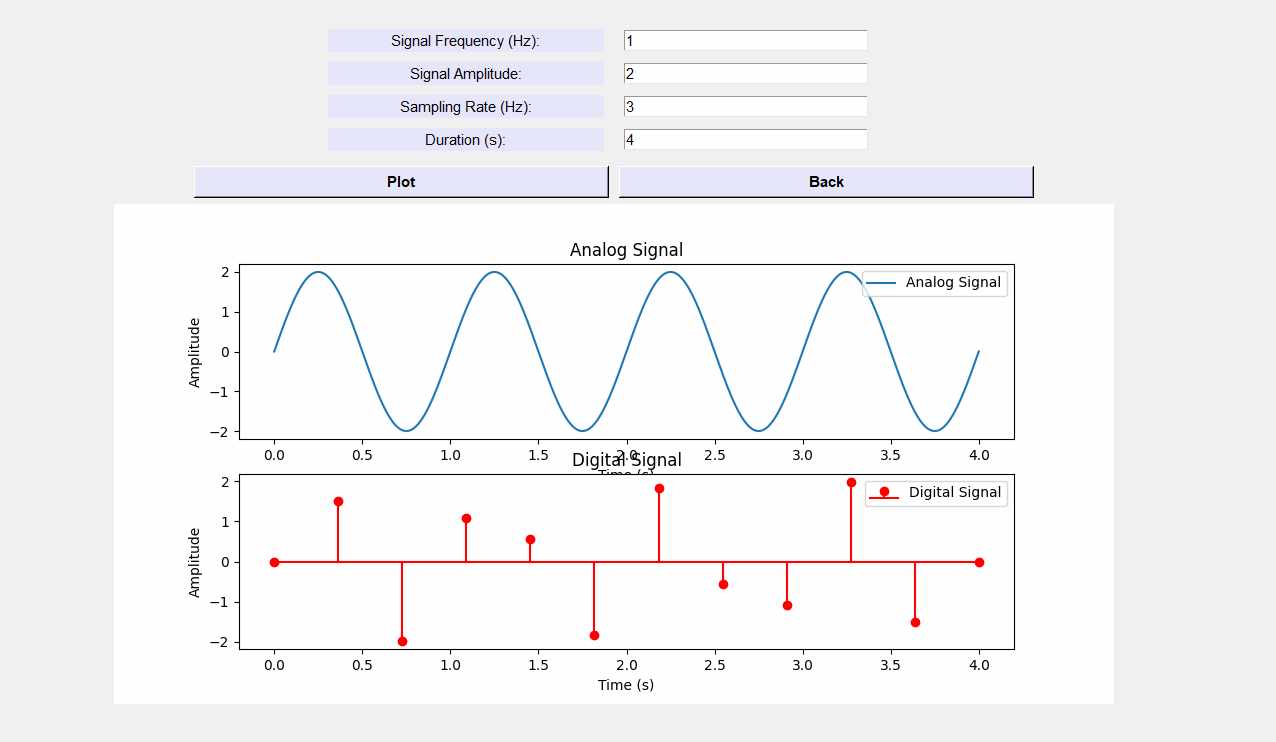 Signal Frequency (Hz): 1
Signal Amplitude: 2
Sampling Rate (Hz): 3
Duration (s): 4
Plot Back
Analog Signal
Analog Signal
Amplitude
2
1
0
−1
−2
0.0 0.5 1.0 1.5 2.0 2.5 3.0 3.5 4.0
Time (s)
Digital Signal
Digital Signal
Amplitude
2
1
0
−1
−2
0.0 0.5 1.0 1.5 2.0 2.5 3.0 3.5 4.0
Time (s)